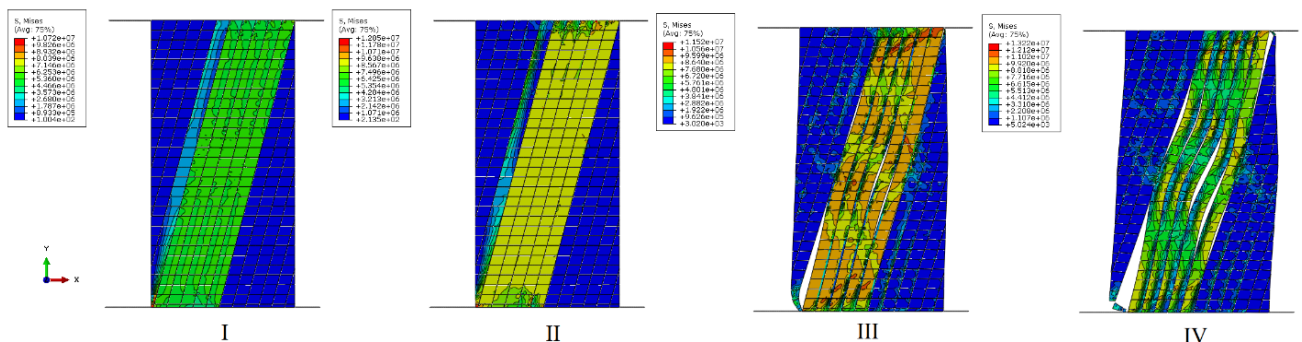 S, Mises
(Avg: 75%)
+1.072e+07
+9.826e+06
+8.932e+06
+8.039e+06
+7.146e+06
+6.253e+06
+5.360e+06
+4.466e+06
+3.573e+06
+2.680e+06
+1.787e+06
+8.933e+05
+1.004e+02
Y
X
I
S, Mises
(Avg: 75%)
+1.285e+07
+1.178e+07
+1.071e+07
+9.638e+06
+8.567e+06
+7.496e+06
+6.425e+06
+5.354e+06
+4.284e+06
+3.213e+06
+2.142e+06
+1.071e+06
+2.135e+02
II
S, Mises
(Avg: 75%)
+1.152e+07
+1.056e+07
+9.599e+06
+8.640e+06
+7.680e+06
+6.720e+06
+5.761e+06
+4.801e+06
+3.841e+06
+2.882e+06
+1.922e+06
+9.626e+05
+3.020e+03
III
S, Mises
(Avg: 75%)
+1.322e+07
+1.212e+07
+1.102e+07
+9.920e+06
+8.818e+06
+7.716e+06
+6.615e+06
+5.513e+06
+4.412e+06
+3.310e+06
+2.208e+06
+1.107e+06
+5.024e+03
IV